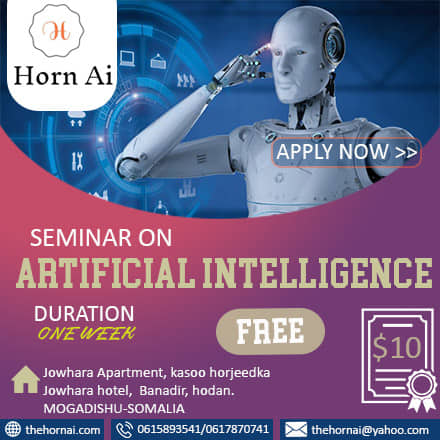 H
Horn Ai
APPLY NOW >>
SEMINAR ON
ARTIFICIAL INTELLIGENCE
DURATION
ONE WEEK
FREE
$10
Jowhara Apartment, kasoo horjeedka
Jowhara hotel, Banadir, hodan.
MOGADISHU-SOMALIA
thehornai.com
0615893541/0617870741
thehornai@yahoo.com